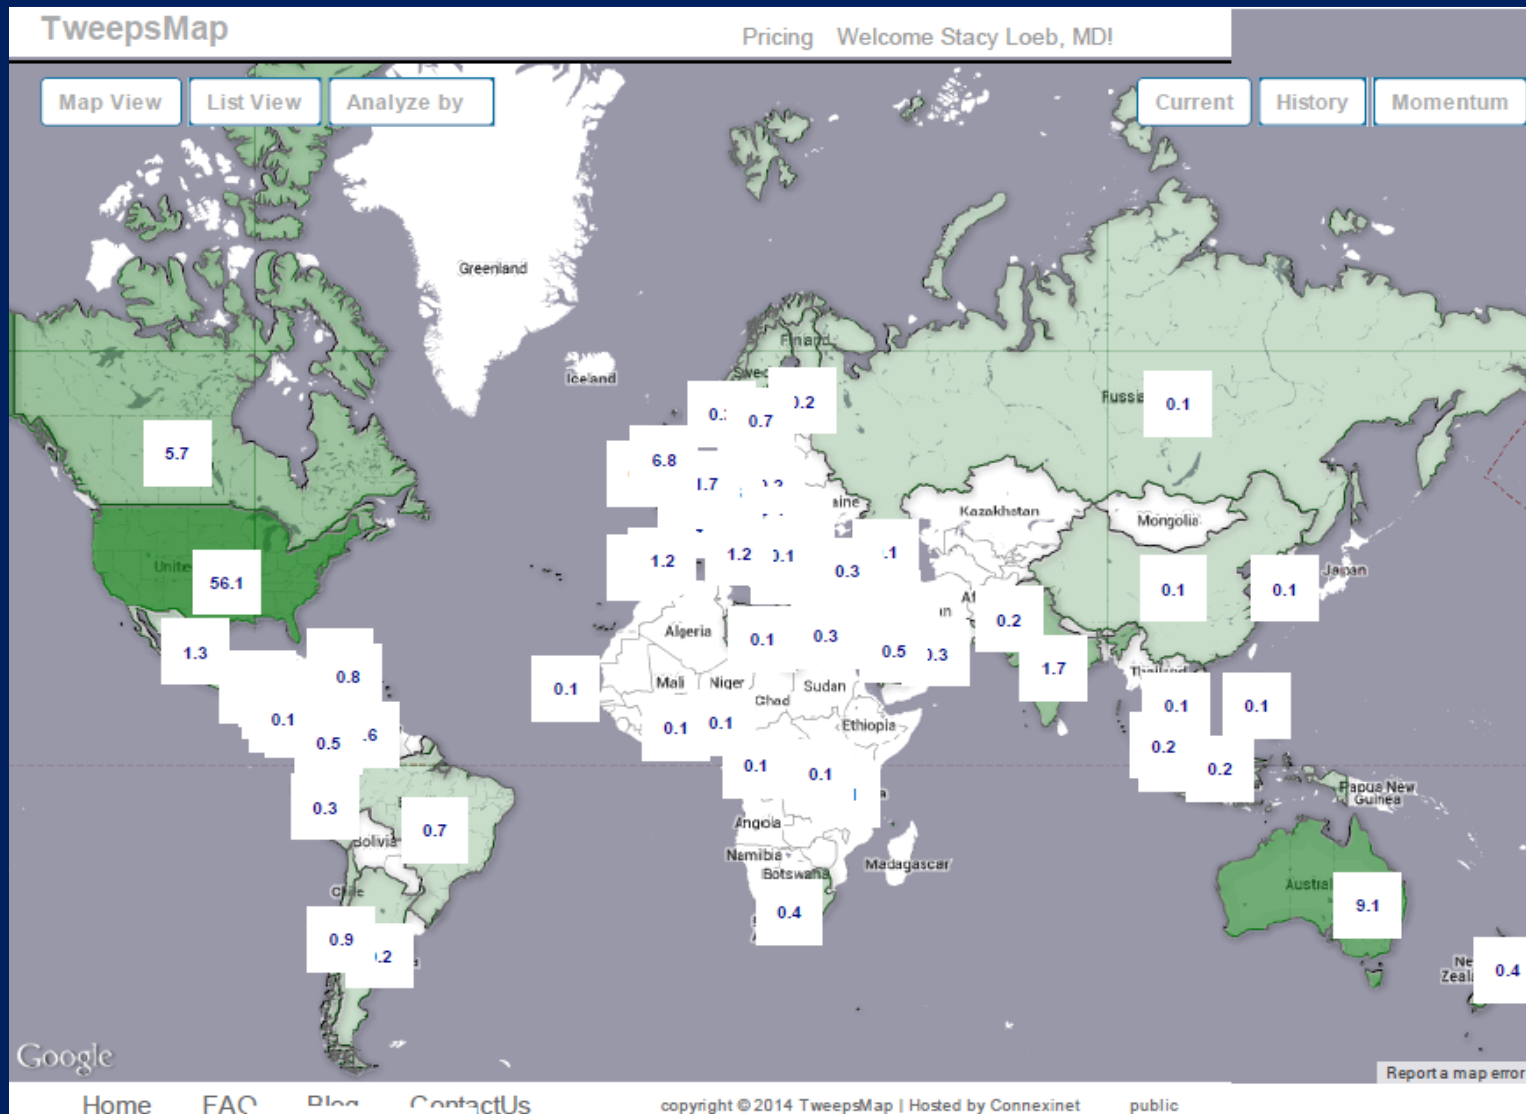 TweepsMap
Pricing Welcome Stacy Loeb, MD!
Map View List View Analyze by
Current History Momentum
Greenland
Finland
Iceland
0.2
Russia
0.1
0.7
5.7
6.8
Kazakhstan
Mongolia
56.1
1.2
1.2
0.3
0.1
0.1
Japan
0.2
Algeria
0.1
0.3
0.5
1.3
0.8
1.7
0.1
Mali
Niger
Sudan
Chad
0.1
0.1
0.1
0.1
0.1
Ethiopia
0.5
0.2
0.1
0.1
0.2
0.3
Papua New
Guinea
0.7
Bolivia
Angola
Namibia
Botswana
Madagascar
Chile
0.4
9.1
0.9
New
0.4
Google
Report a map error
Home FAQ Blog ContactUs
copyright © 2014 TweepsMap | Hosted by Connexinet public